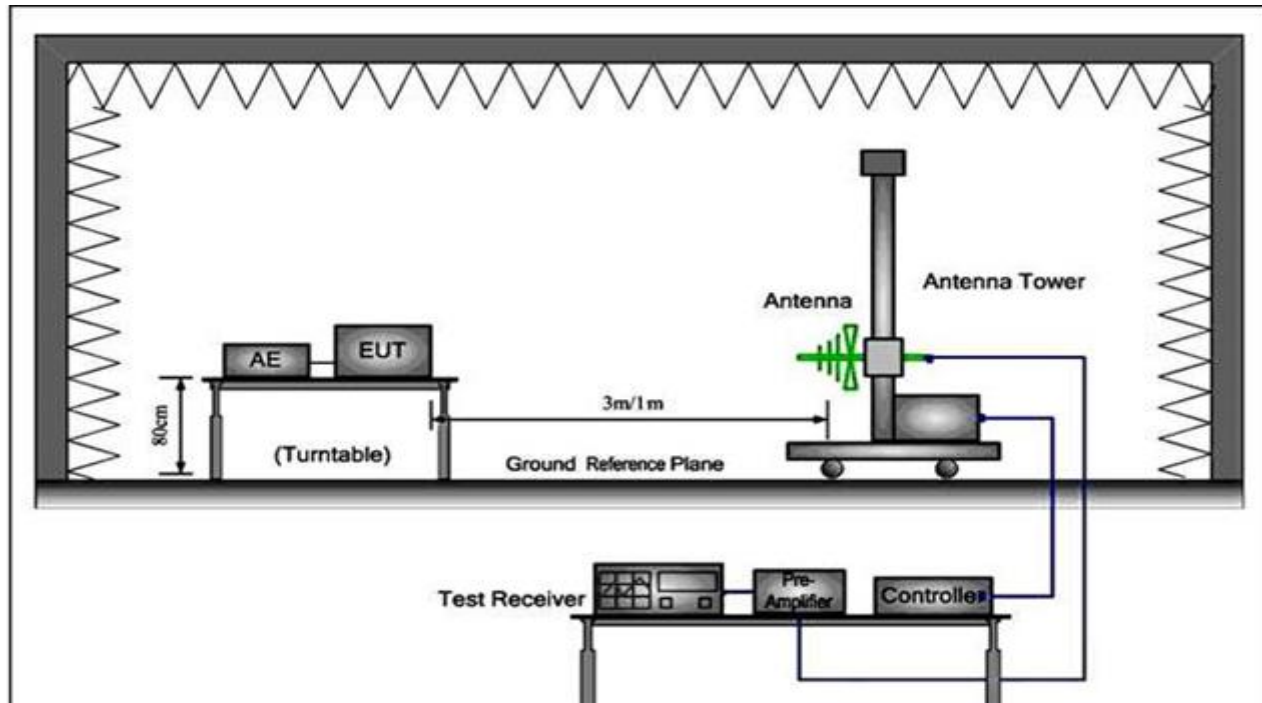 Antenna Tower
Antenna
AE
EUT
80cm
3m/1m
(Turntable)
Ground Reference Plane
Test Receiver
Pre-
Amplifier
Controller